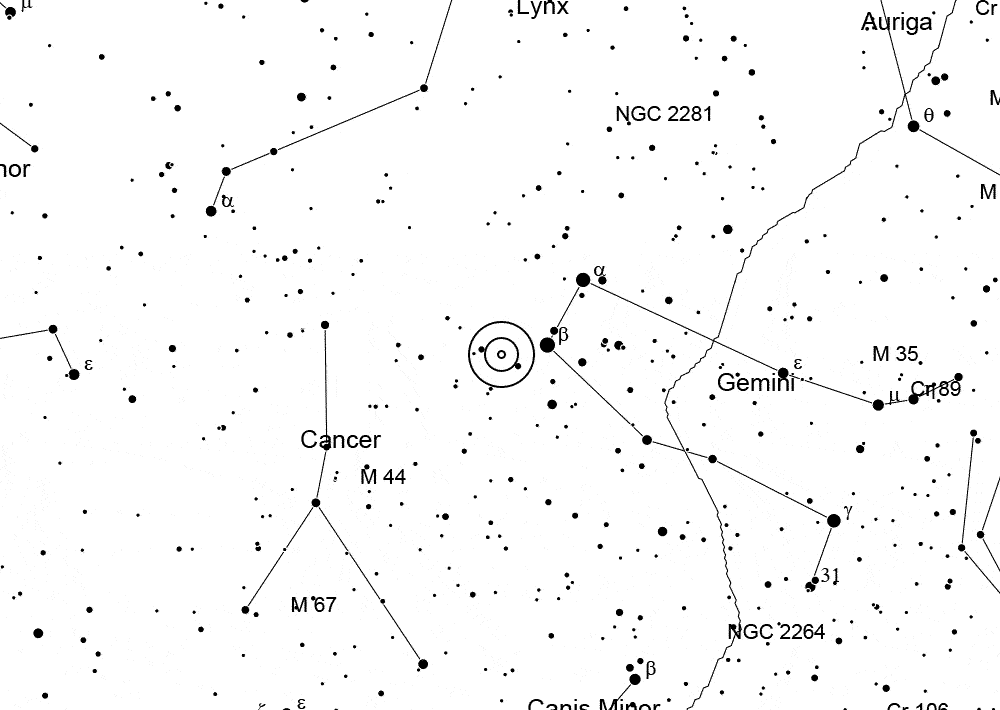 μ
Lynx
Cr
Auriga
NGC 2281
θ
M
nor
M
α
α
β
ε
ε
M 35
Gemini
μ
Cr 89
η
Cancer
M 44
γ
31
M 67
NGC 2264
β
ε
Canis Minor
Cr 106